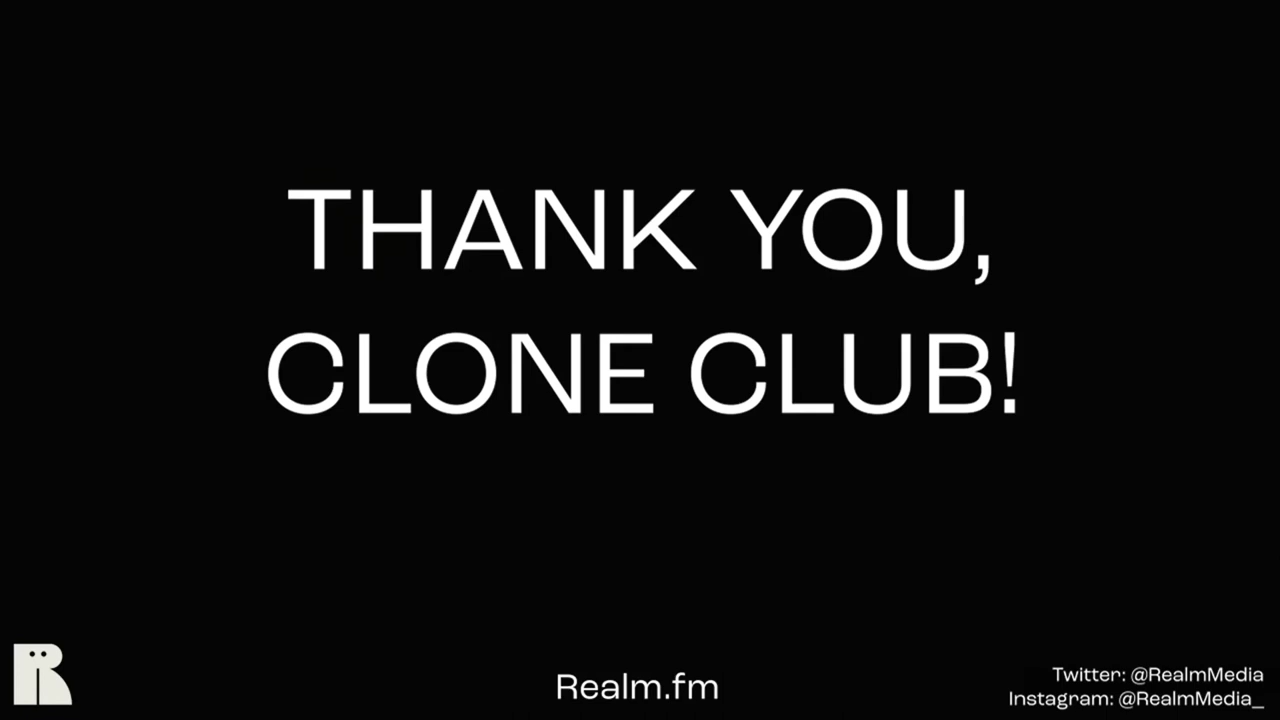 THANK YOU,
CLONE CLUB!
Realm.fm
Twitter: @RealmMedia
Instagram: @RealmMedia_